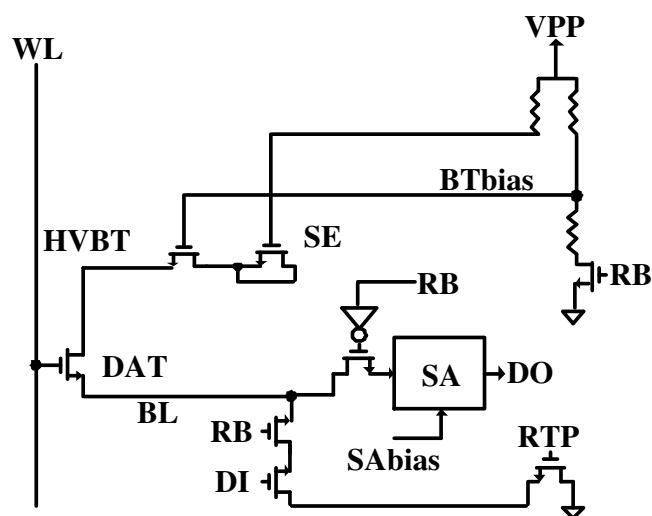 VPP
WL
BTbias
HVBT
SE
RB
RB
DAT
SA
DO
BL
RB
SAbias
RTP
DI